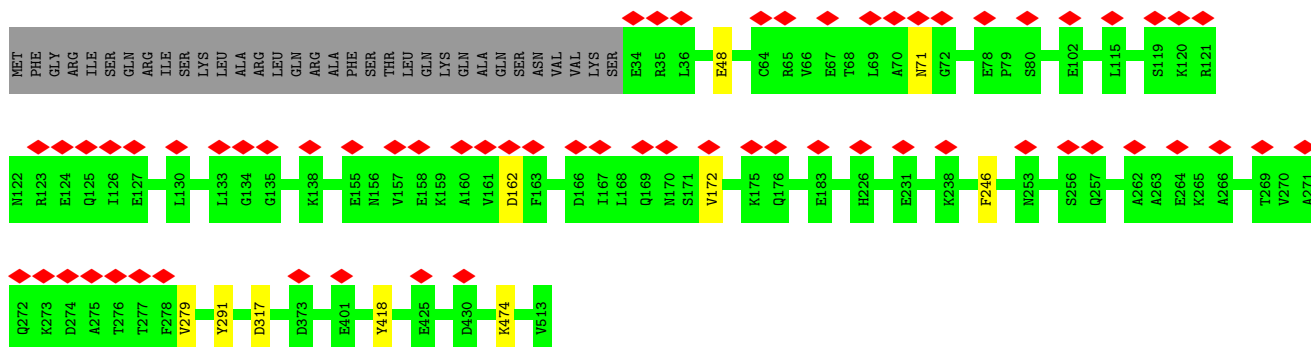 MET PHE GLY ARG ILE SER GLN ARG ILE SER LYS LEU ALA ARG LEU GLN ARG ALA PHE SER THR LEU GLN LYS GLN ALA GLN SER ASN VAL VAL LYS SER E34 R35 L36 E48 C64 R65 V66 E67 T68 L69 A70 N71 G72 E78 P79 S80 E102 L115 S119 K120 R121
N122 R123 E124 Q125 I126 E127 L130 L133 G134 G135 K138 E155 N156 V157 E158 K159 A160 V161 D162 F163 D166 I167 L168 Q169 N170 S171 V172 K175 Q176 E183 H226 E231 K238 F246 N253 S256 Q257 A262 A263 E264 K265 A266 T269 V270 A271
Q272 K273 D274 A275 T276 T277 F278 V279 Y291 D317 D373 E401 Y418 E425 D430 K474 V513